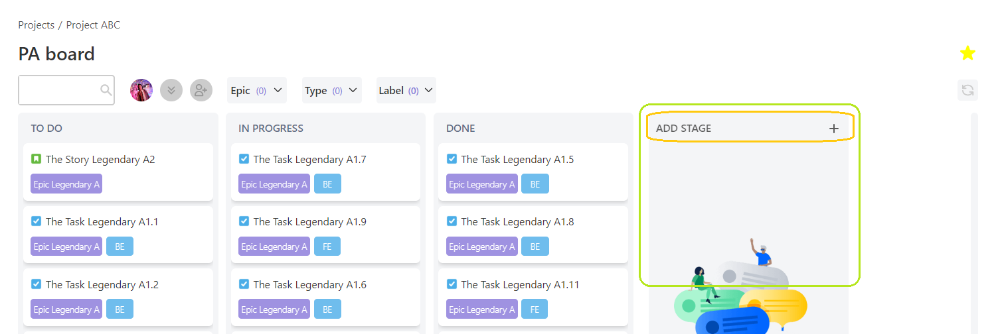 Projects / Project ABC
PA board
Epic (0) Type (0) Label (0)
TO DO
The Story Legendary A2
Epic Legendary A
The Task Legendary A1.1
Epic Legendary A BE
The Task Legendary A1.2
Epic Legendary A BE
IN PROGRESS
The Task Legendary A1.7
Epic Legendary A BE
The Task Legendary A1.9
Epic Legendary A FE
The Task Legendary A1.6
Epic Legendary A BE
DONE
The Task Legendary A1.5
Epic Legendary A BE
The Task Legendary A1.8
Epic Legendary A BE
The Task Legendary A1.11
Epic Legendary A FE
ADD STAGE +